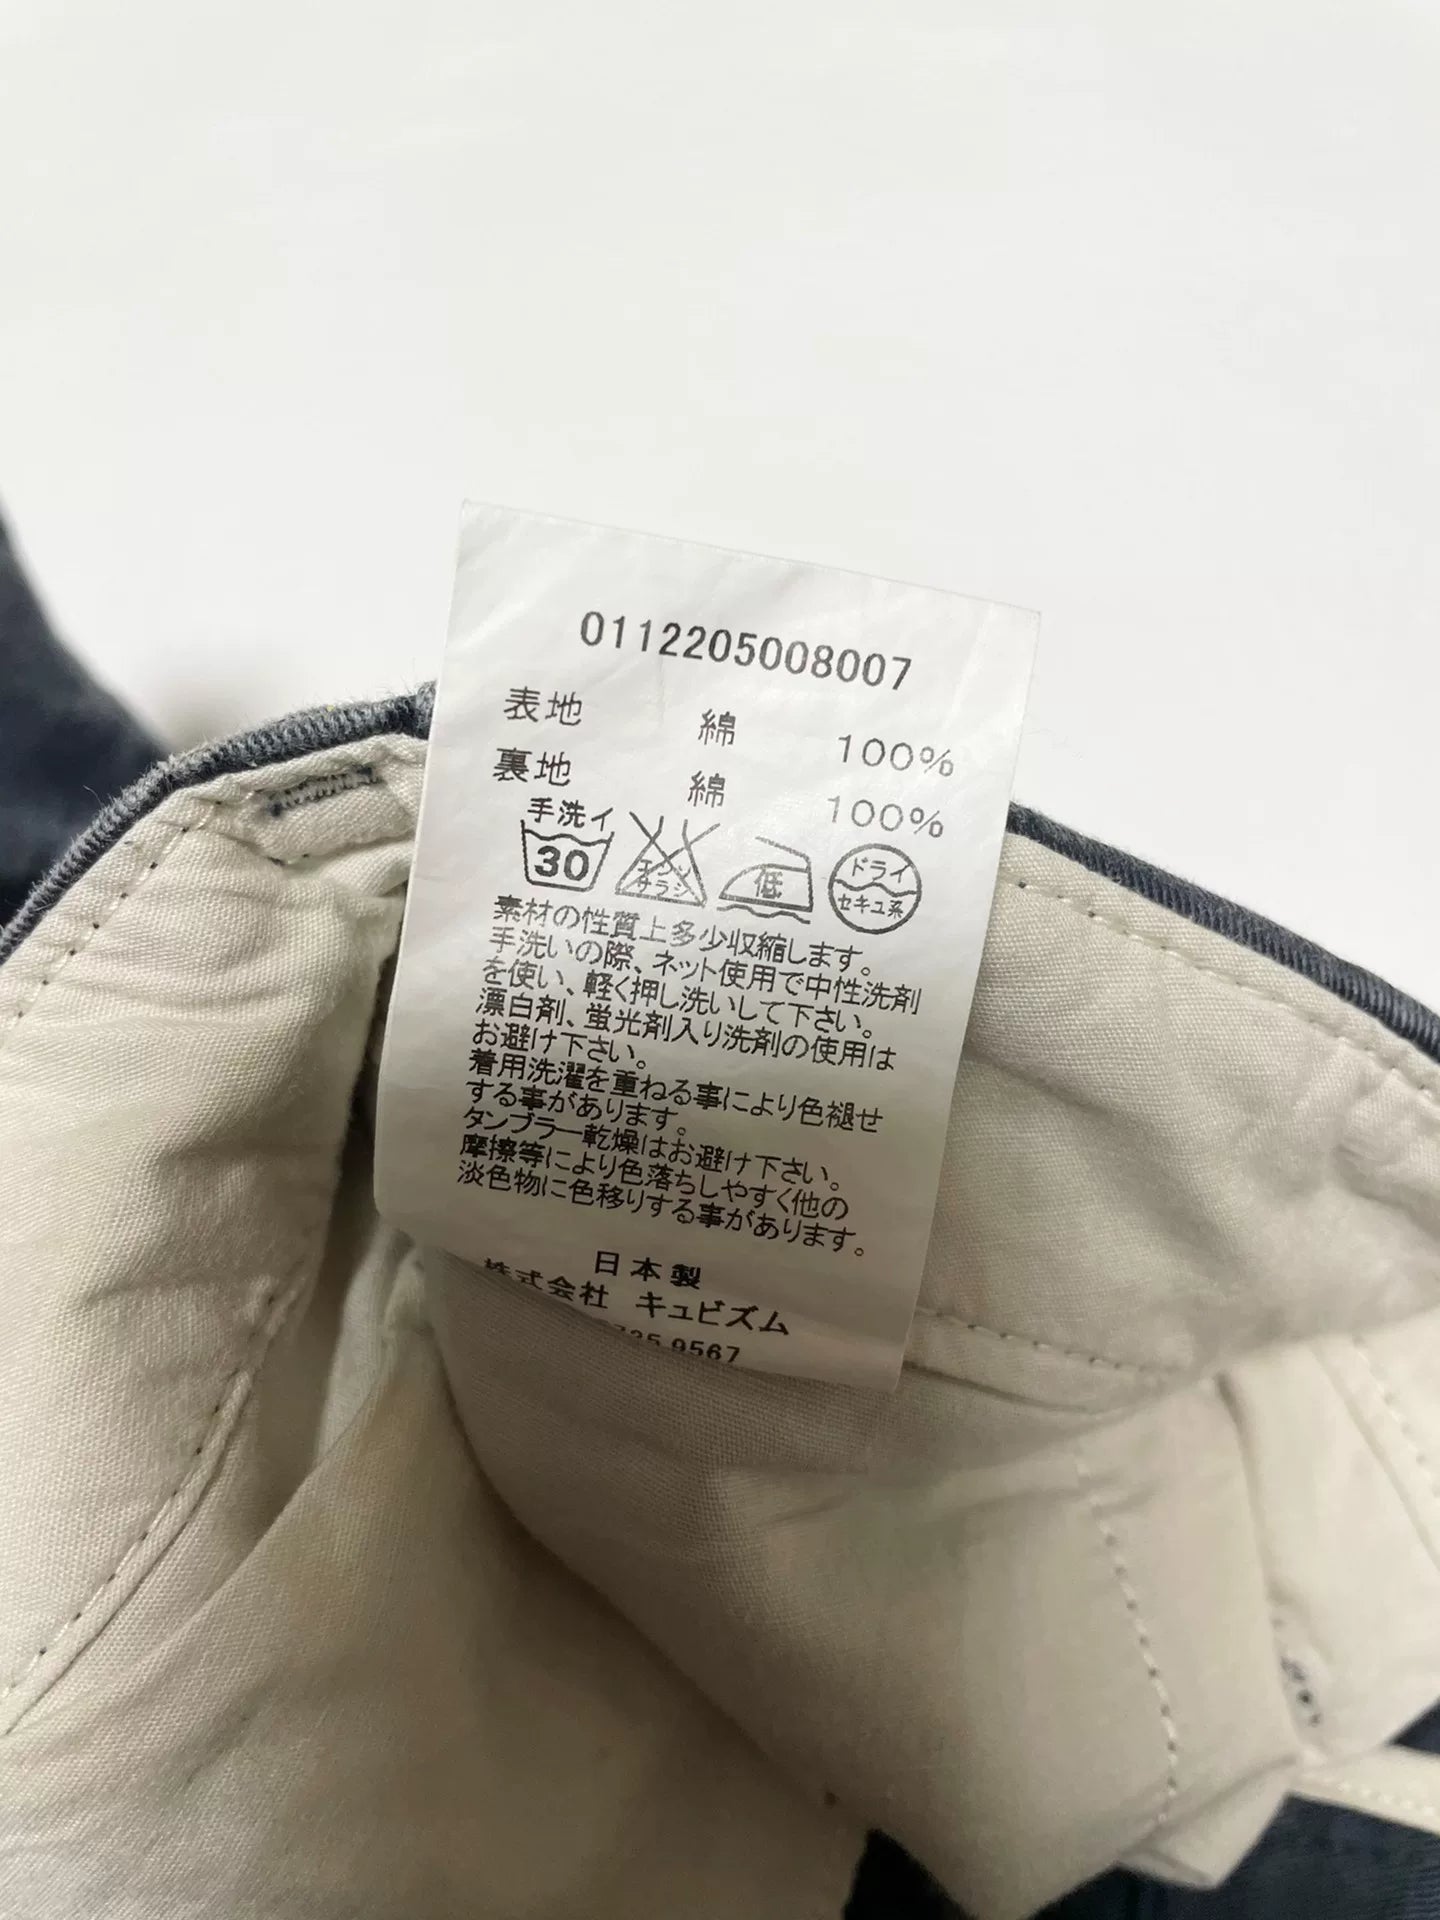 0112205008007
表地 綿 100%
裏地 綿 100%
手洗イ
30 エンソ サラシ 低 ドライ セキユ系
素材の性質上多少収縮します。
手洗いの際、ネット使用で中性洗剤
を使い、軽く押し洗いして下さい。
漂白剤、蛍光剤入り洗剤の使用は
お避け下さい。
着用洗濯を重ねる事により色褪せ
する事があります。
タンブラー乾燥はお避け下さい。
摩擦等により色落ちしやすく他の
淡色物に色移りする事があります。
日本製
株式会社 キュビズム
9567